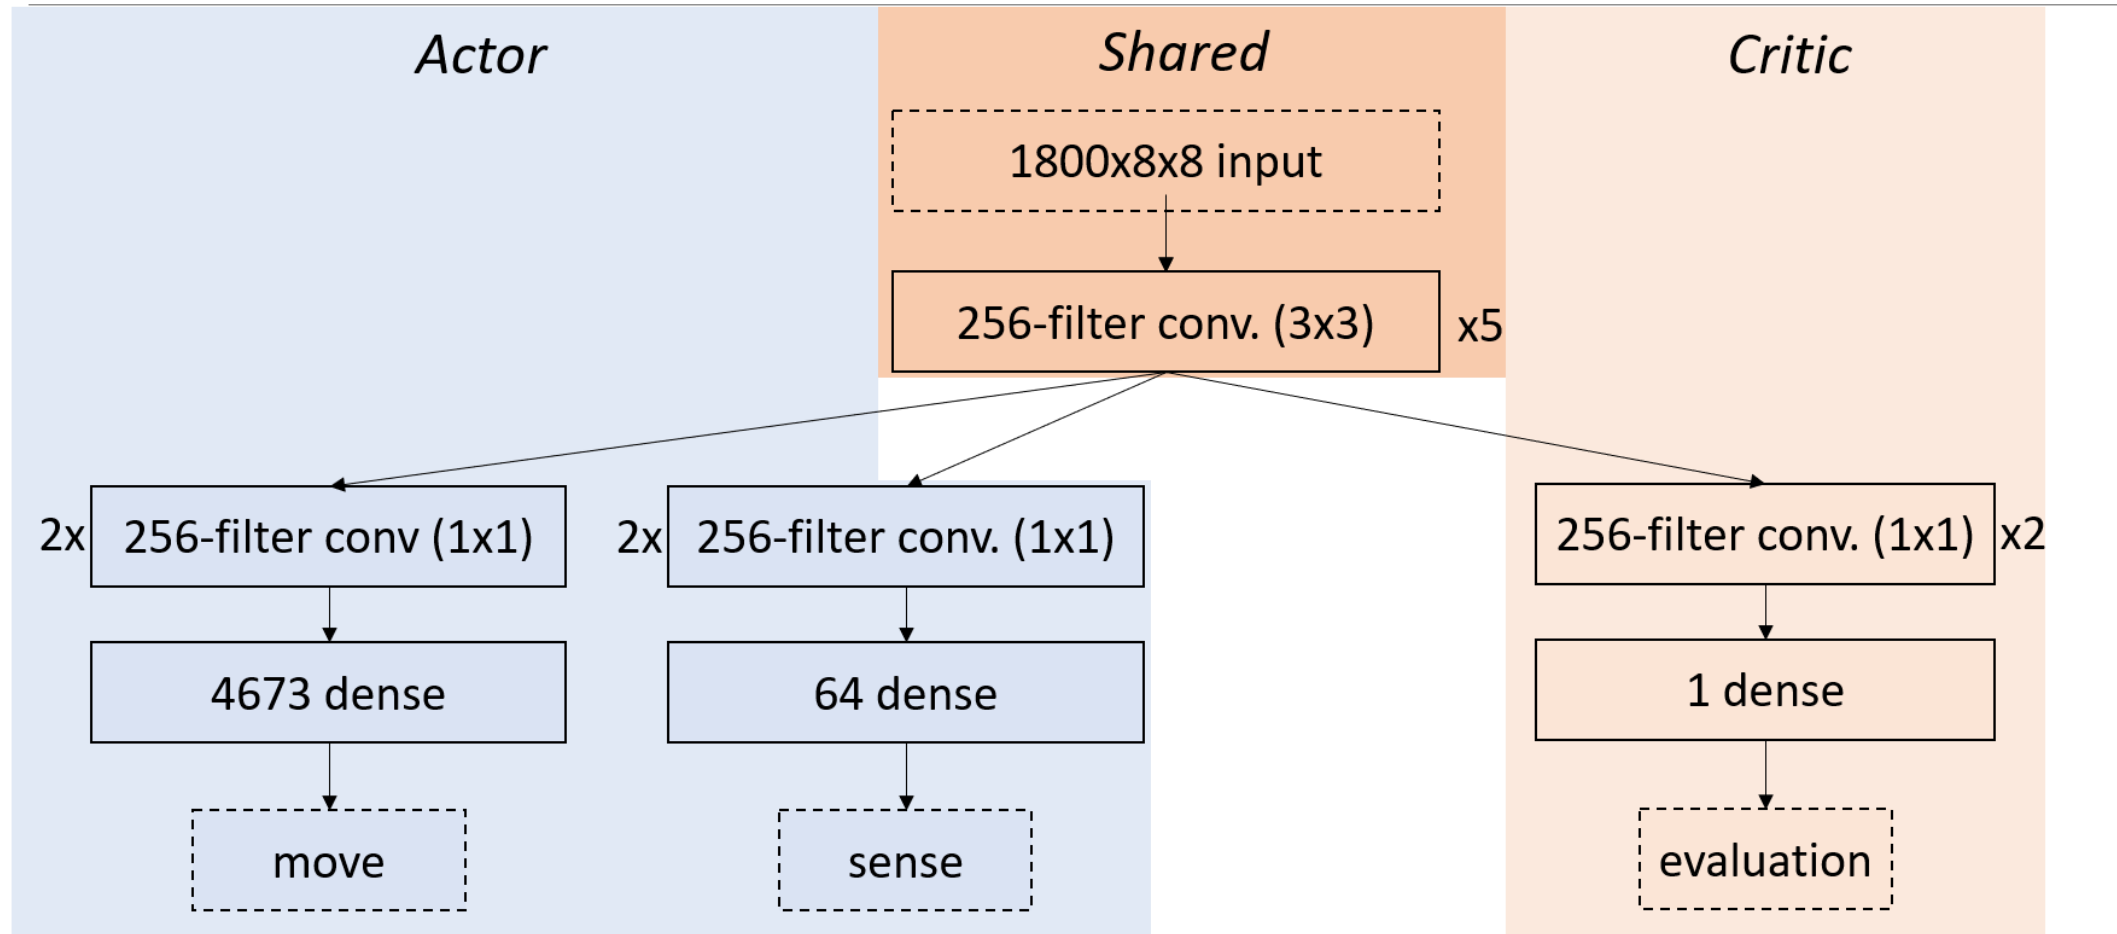 Actor
Shared
Critic
1800x8x8 input
256-filter conv. (3x3)
x5
2x
256-filter conv (1x1)
2x
256-filter conv. (1x1)
256-filter conv. (1x1)
x2
4673 dense
64 dense
1 dense
move
sense
evaluation